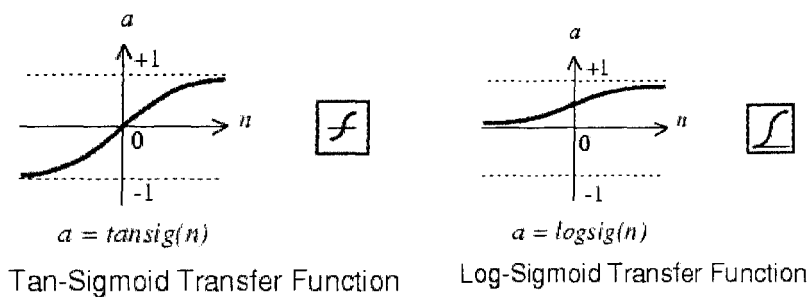 a
+1
n
0
-1
a = tansig(n)
Tan-Sigmoid Transfer Function
a
+1
n
0
-1
a = logsig(n)
Log-Sigmoid Transfer Function